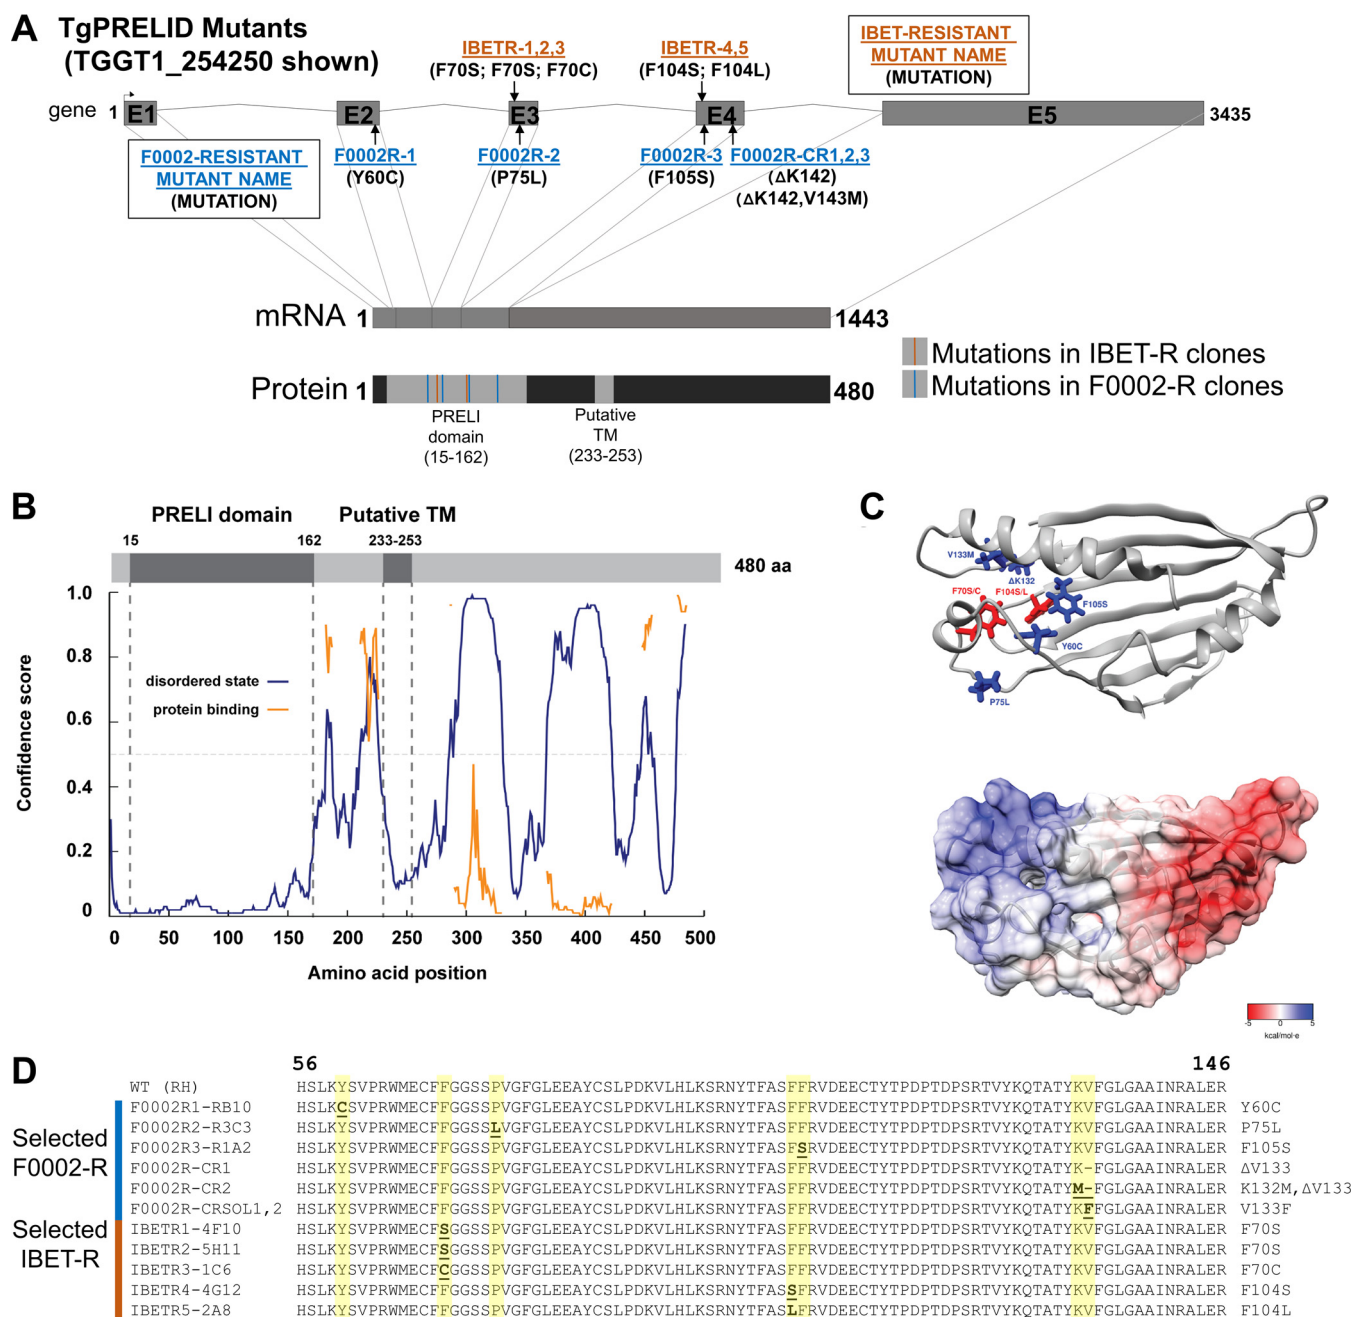 A TgPRELID Mutants
(TGGT1_254250 shown)
IBETR-1,2,3
(F70S; F70S; F70C)
IBETR-4,5
(F104S; F104L)
IBET-RESISTANT
MUTANT NAME
(MUTATION)
gene 1 E1 E2 E3 E4 E5 3435
F0002-RESISTANT
MUTANT NAME
(MUTATION)
F0002R-1
(Y60C)
F0002R-2
(P75L)
F0002R-3
(F105S)
F0002R-CR1,2,3
(ΔK142)
(ΔK142,V143M)
mRNA 1 1443
Mutations in IBET-R clones
Mutations in F0002-R clones
Protein 1 480
PRELI
domain
(15-162)
Putative
TM
(233-253)
B
PRELI domain Putative TM
15 162 233-253
480 aa
1.0
0.8
0.6
0.4
0.2
0
disordered state
protein binding
Confidence score
0 50 100 150 200 250 300 350 400 450 500
Amino acid position
C
V133M
ΔK132
F70S/C
F104S/L
F105S
Y60C
P75L
-5 0 5
kcal/mol·e
D
56 146
WT (RH) HSLKYSVPRWMECFFGGSSPVGFGLEEAYCSLPDKVLHLKSRNYTFASFFRVDEECTYTPDPTDPSRTVYKQTATYKVFGLGAAINRALER
Selected
F0002-R
F0002R1-RB10 HSLKCSVPRWMECFFGGSSPVGFGLEEAYCSLPDKVLHLKSRNYTFASFFRVDEECTYTPDPTDPSRTVYKQTATYKVFGLGAAINRALER Y60C
F0002R2-R3C3 HSLKYSVPRWMECFFGGSSLVGFGLEEAYCSLPDKVLHLKSRNYTFASFFRVDEECTYTPDPTDPSRTVYKQTATYKVFGLGAAINRALER P75L
F0002R3-R1A2 HSLKYSVPRWMECFFGGSSPVGFGLEEAYCSLPDKVLHLKSRNYTFASFSRVDEECTYTPDPTDPSRTVYKQTATYKVFGLGAAINRALER F105S
F0002R-CR1 HSLKYSVPRWMECFFGGSSPVGFGLEEAYCSLPDKVLHLKSRNYTFASFFRVDEECTYTPDPTDPSRTVYKQTATYK-FGLGAAINRALER ΔV133
F0002R-CR2 HSLKYSVPRWMECFFGGSSPVGFGLEEAYCSLPDKVLHLKSRNYTFASFFRVDEECTYTPDPTDPSRTVYKQTATYM-FGLGAAINRALER K132M,ΔV133
F0002R-CRSOL1,2 HSLKYSVPRWMECFFGGSSPVGFGLEEAYCSLPDKVLHLKSRNYTFASFFRVDEECTYTPDPTDPSRTVYKQTATYKFFGLGAAINRALER V133F
Selected
IBET-R
IBETR1-4F10 HSLKYSVPRWMECFSGGSSPVGFGLEEAYCSLPDKVLHLKSRNYTFASFFRVDEECTYTPDPTDPSRTVYKQTATYKVFGLGAAINRALER F70S
IBETR2-5H11 HSLKYSVPRWMECFSGGSSPVGFGLEEAYCSLPDKVLHLKSRNYTFASFFRVDEECTYTPDPTDPSRTVYKQTATYKVFGLGAAINRALER F70S
IBETR3-1C6 HSLKYSVPRWMECFCGGSSPVGFGLEEAYCSLPDKVLHLKSRNYTFASFFRVDEECTYTPDPTDPSRTVYKQTATYKVFGLGAAINRALER F70C
IBETR4-4G12 HSLKYSVPRWMECFFGGSSPVGFGLEEAYCSLPDKVLHLKSRNYTFASSFRVDEECTYTPDPTDPSRTVYKQTATYKVFGLGAAINRALER F104S
IBETR5-2A8 HSLKYSVPRWMECFFGGSSPVGFGLEEAYCSLPDKVLHLKSRNYTFASLFRVDEECTYTPDPTDPSRTVYKQTATYKVFGLGAAINRALER F104L